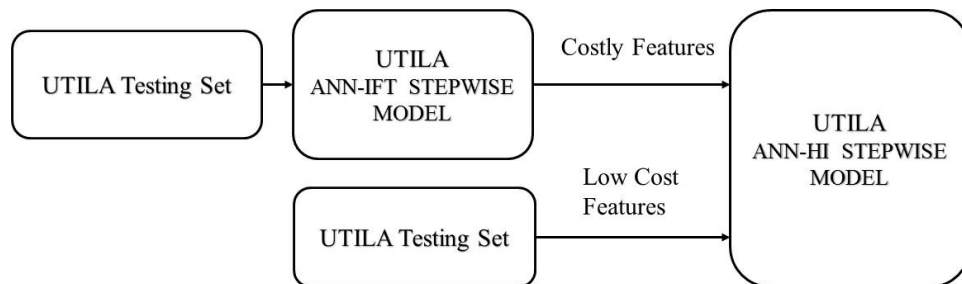 UTILA Testing Set
UTILA
ANN-IFT STEPWISE
MODEL
Costly Features
UTILA
ANN-HI STEPWISE
MODEL
Low Cost
Features
UTILA Testing Set